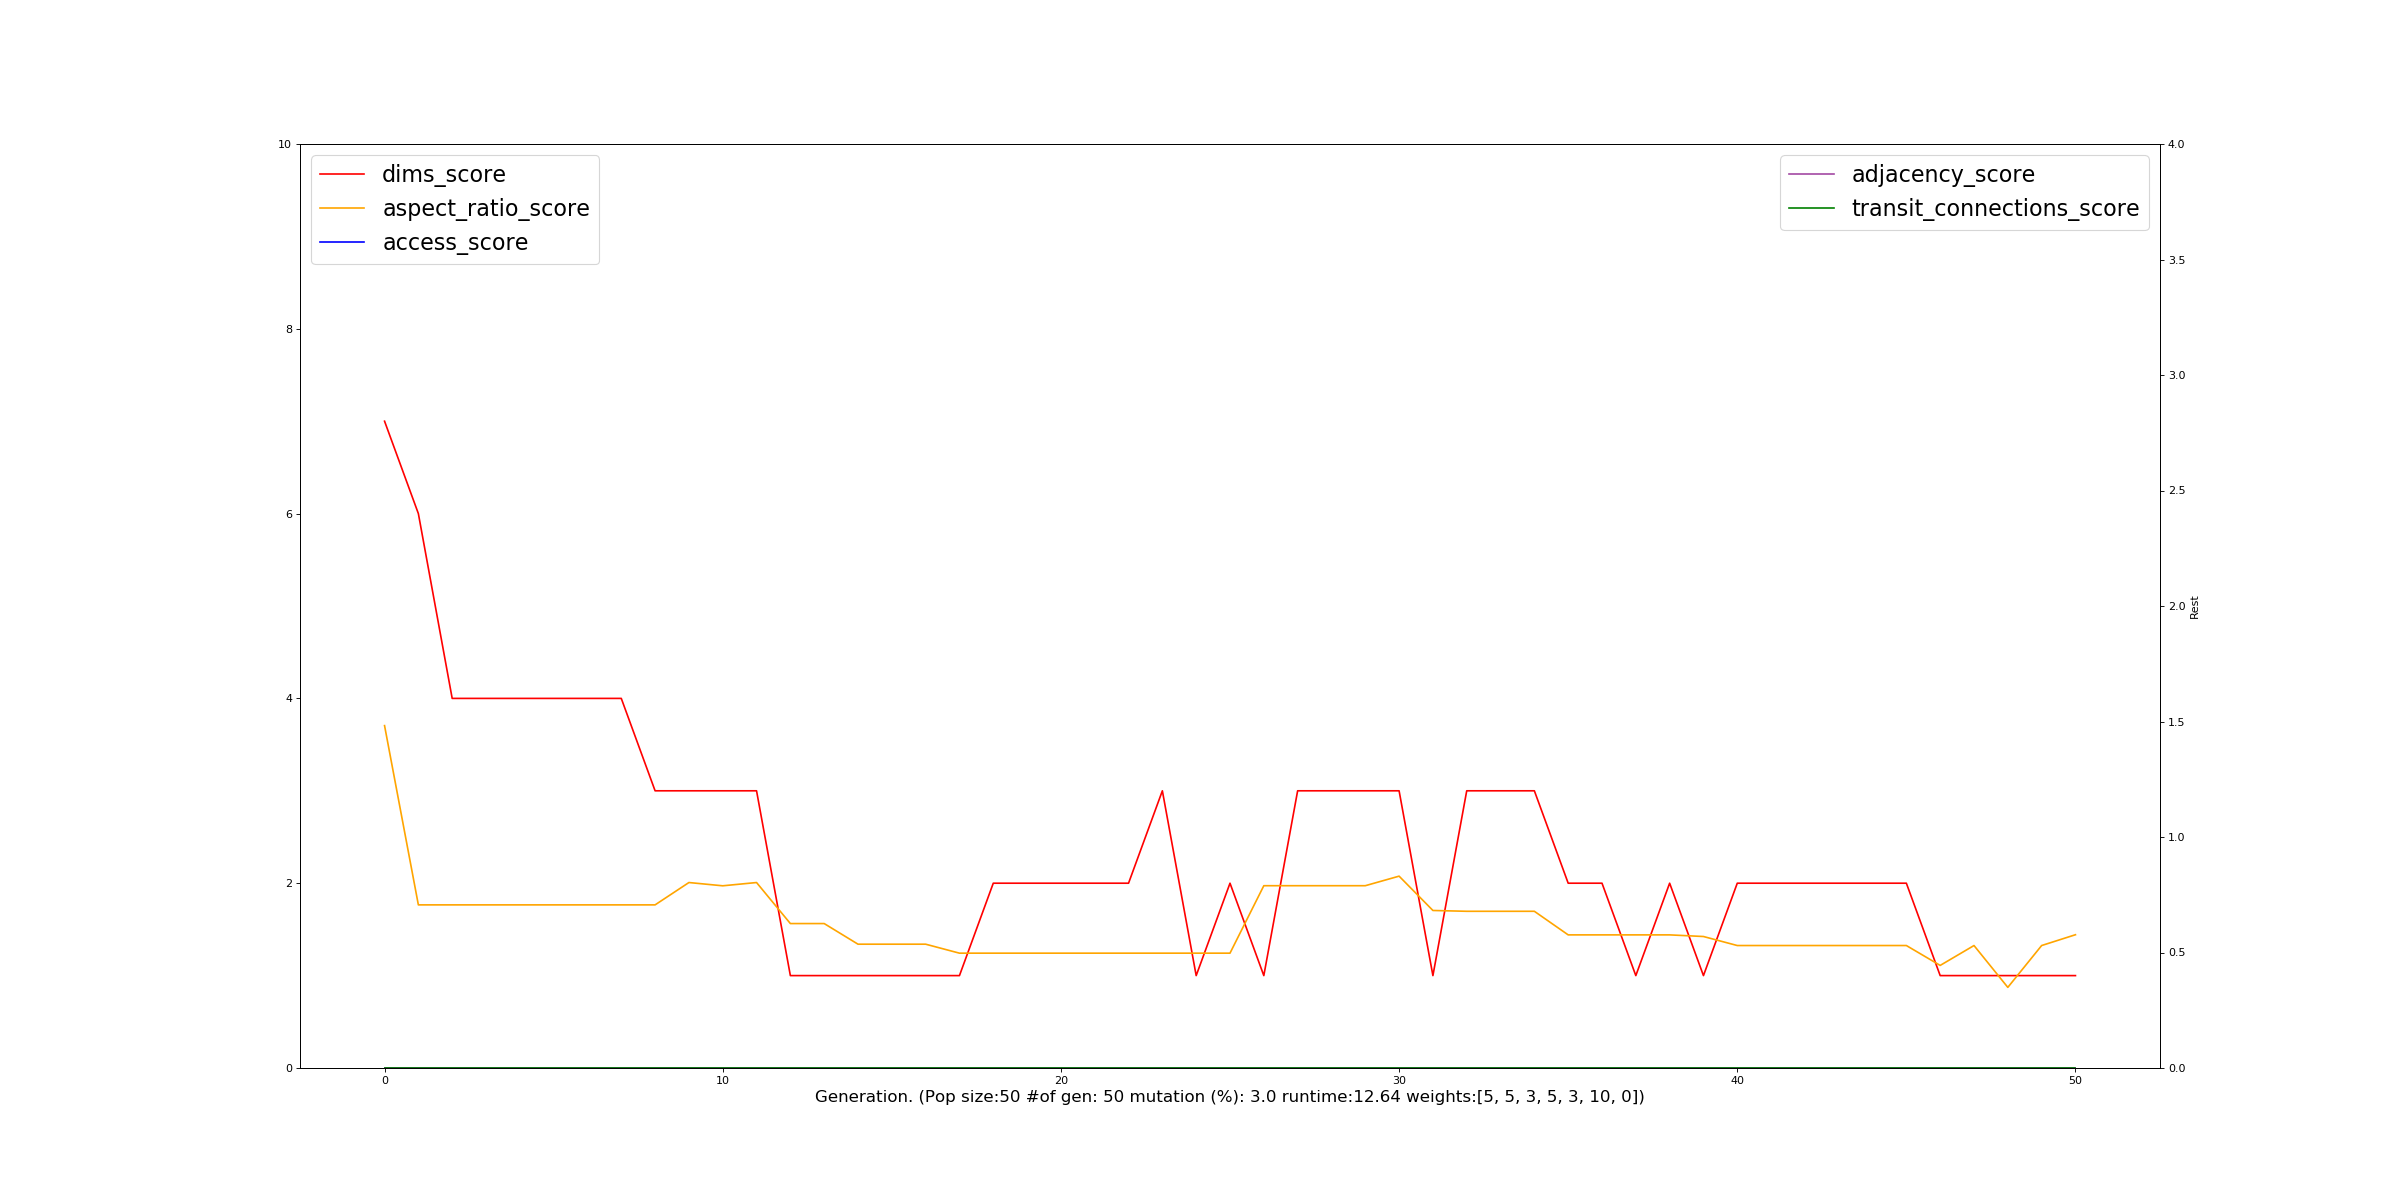 dims_score
aspect_ratio_score
access_score
adjacency_score
transit_connections_score
10
8
6
4
2
0
4.0
3.5
3.0
2.5
2.0
1.5
1.0
0.5
0.0
Rest
0 10 20 30 40 50
Generation. (Pop size:50 #of gen: 50 mutation (%): 3.0 runtime:12.64 weights:[5, 5, 3, 5, 3, 10, 0])